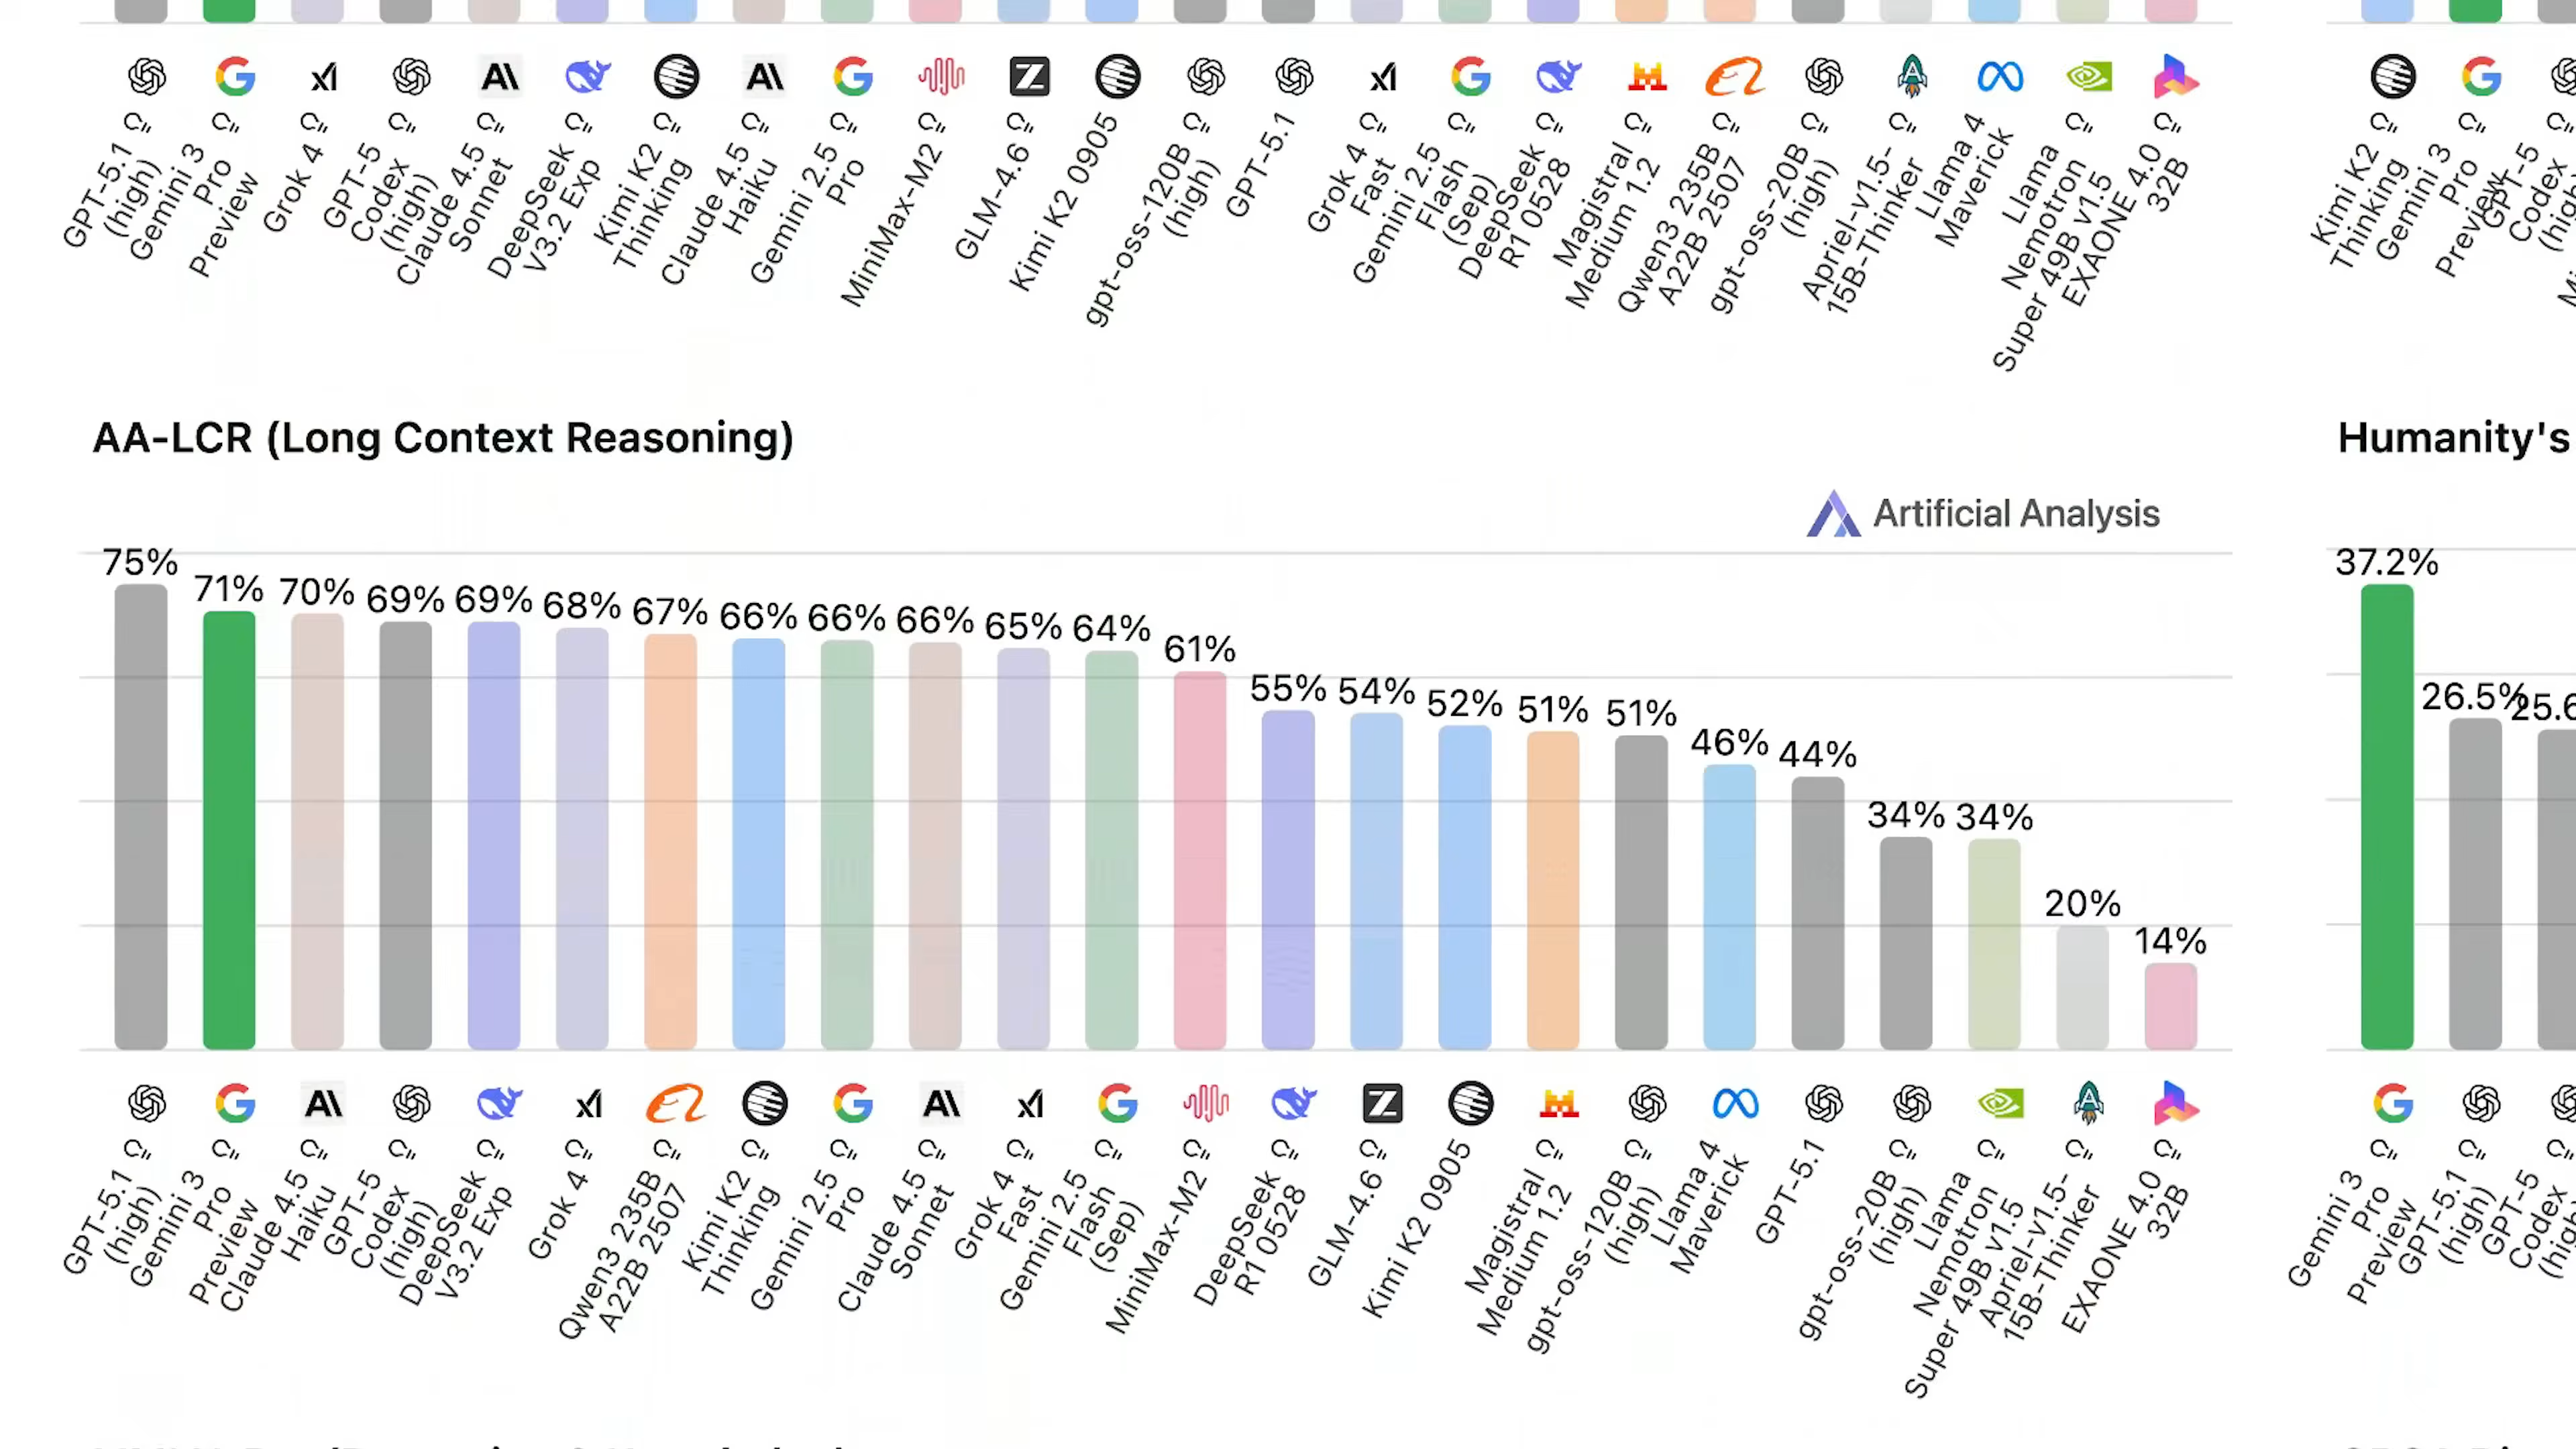 GPT-5.1 (high)
Gemini 3 Pro Preview
Grok 4
GPT-5 Codex (high)
Claude 4.5 Sonnet
DeepSeek V3.2 Exp
Kimi K2 Thinking
Claude 4.5 Haiku
Gemini 2.5 Pro
MiniMax-M2
GLM-4.6
Kimi K2 0905
gpt-oss-120B (high)
GPT-5.1
Grok 4 Fast
Gemini 2.5 Flash (Sep)
DeepSeek R1 0528
Magistral Medium 1.2
Qwen3 235B A22B 2507
gpt-oss-20B (high)
Apriel-v1.5-15B-Thinker
Llama 4 Maverick
Llama Nemotron Super 49B v1.5
EXAONE 4.0 32B
Kimi K2 Thinking
Gemini 3 Pro Preview
GPT-5 Codex
AA-LCR (Long Context Reasoning)
Humanity's
Artificial Analysis
75%
71%
70%
69%
69%
68%
67%
66%
66%
66%
65%
64%
61%
55%
54%
52%
51%
51%
46%
44%
34%
34%
20%
14%
37.2%
26.5%
25.6
GPT-5.1 (high)
Gemini 3 Pro Preview
Claude 4.5 Haiku
GPT-5 Codex (high)
DeepSeek V3.2 Exp
Grok 4
Qwen3 235B A22B 2507
Kimi K2 Thinking
Gemini 2.5 Pro
Claude 4.5 Sonnet
Grok 4 Fast
Gemini 2.5 Flash (Sep)
MiniMax-M2
DeepSeek R1 0528
GLM-4.6
Kimi K2 0905
Magistral Medium 1.2
gpt-oss-120B (high)
Llama 4 Maverick
GPT-5.1
gpt-oss-20B (high)
Llama Nemotron Super 49B v1.5
Apriel-v1.5-15B-Thinker
EXAONE 4.0 32B
Gemini 3 Pro Preview
GPT-5.1 (high)
GPT-5 Codex